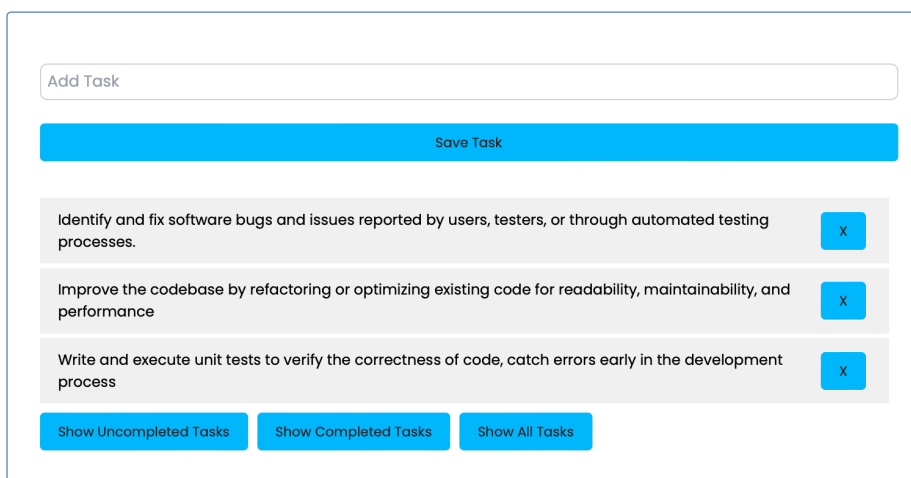 Add Task
Save Task
Identify and fix software bugs and issues reported by users, testers, or through automated testing
processes.
X
Improve the codebase by refactoring or optimizing existing code for readability, maintainability, and
performance
X
Write and execute unit tests to verify the correctness of code, catch errors early in the development
process
X
Show Uncompleted Tasks
Show Completed Tasks
Show All Tasks